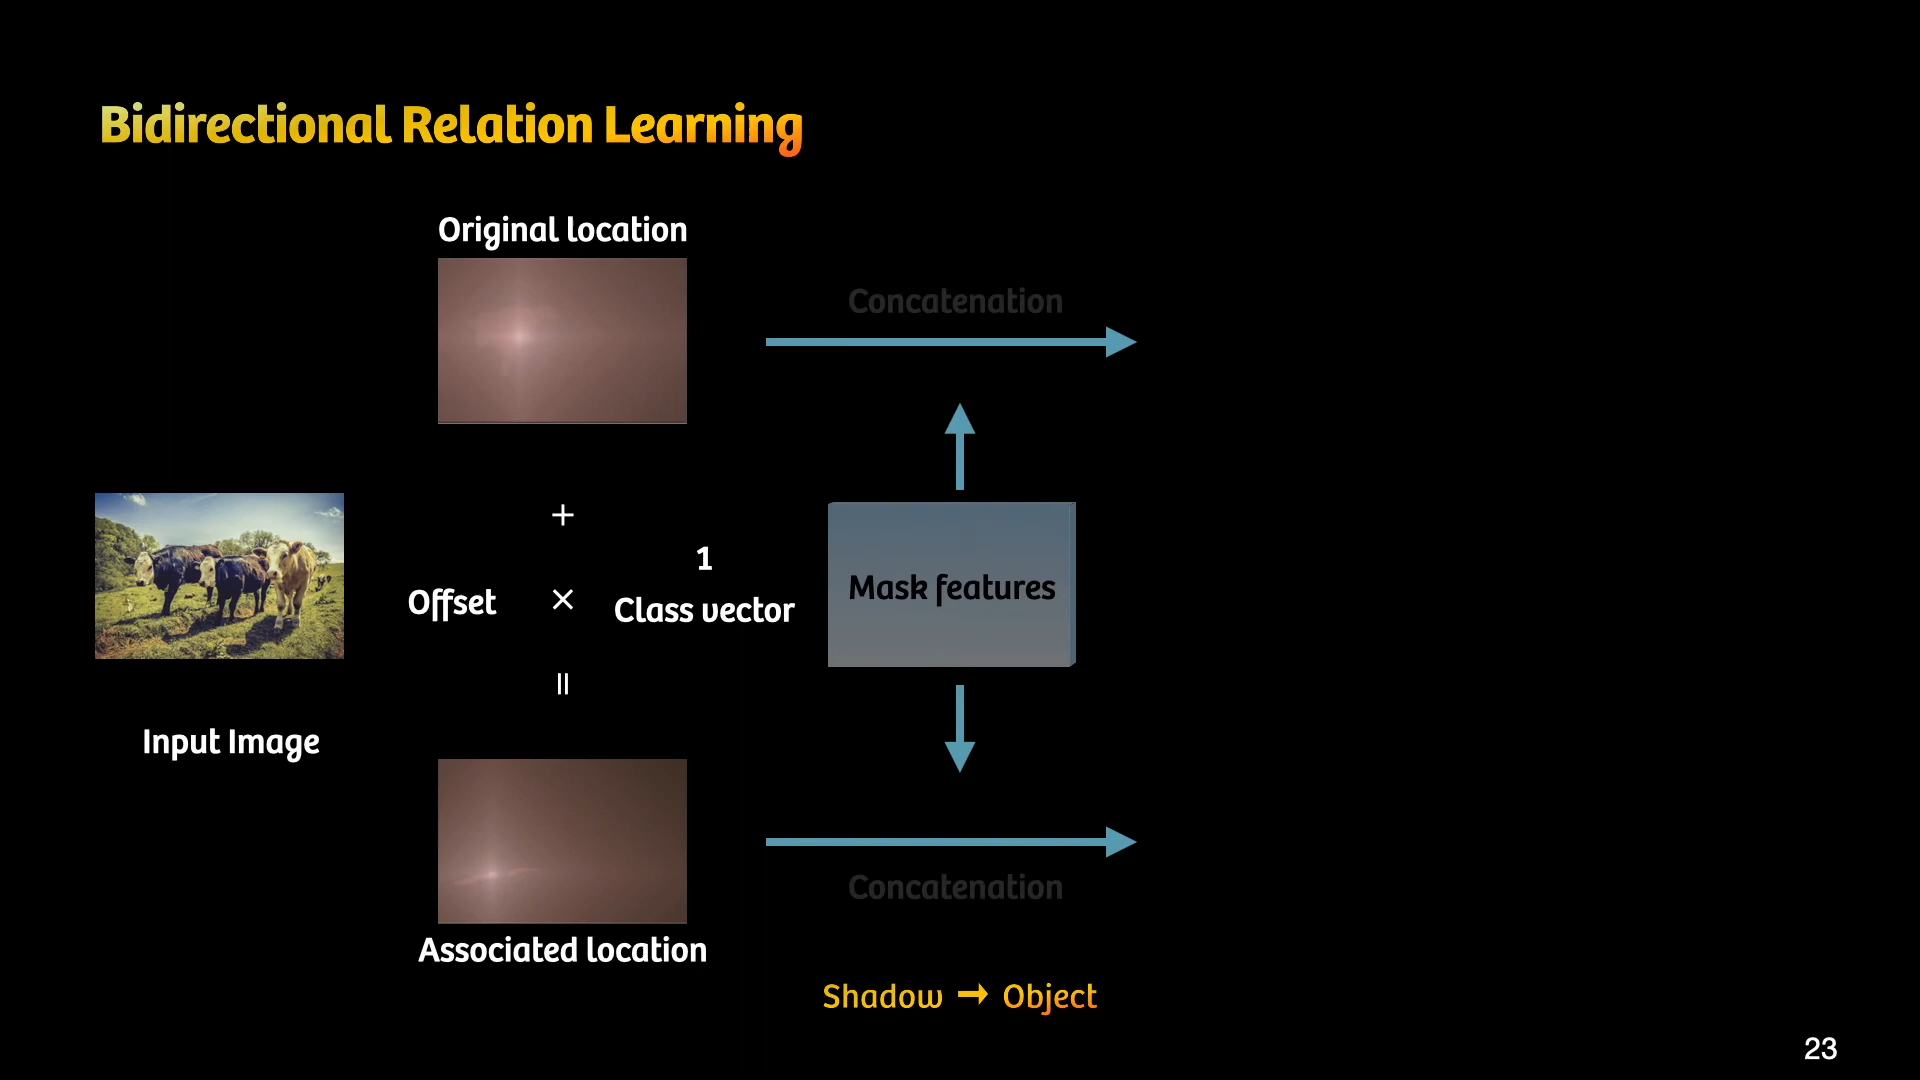 Bidirectional Relation Learning
Original location
Concatenation
+
1
Offset × Class vector
Mask features
=
Input Image
Concatenation
Associated location
Shadow → Object
23